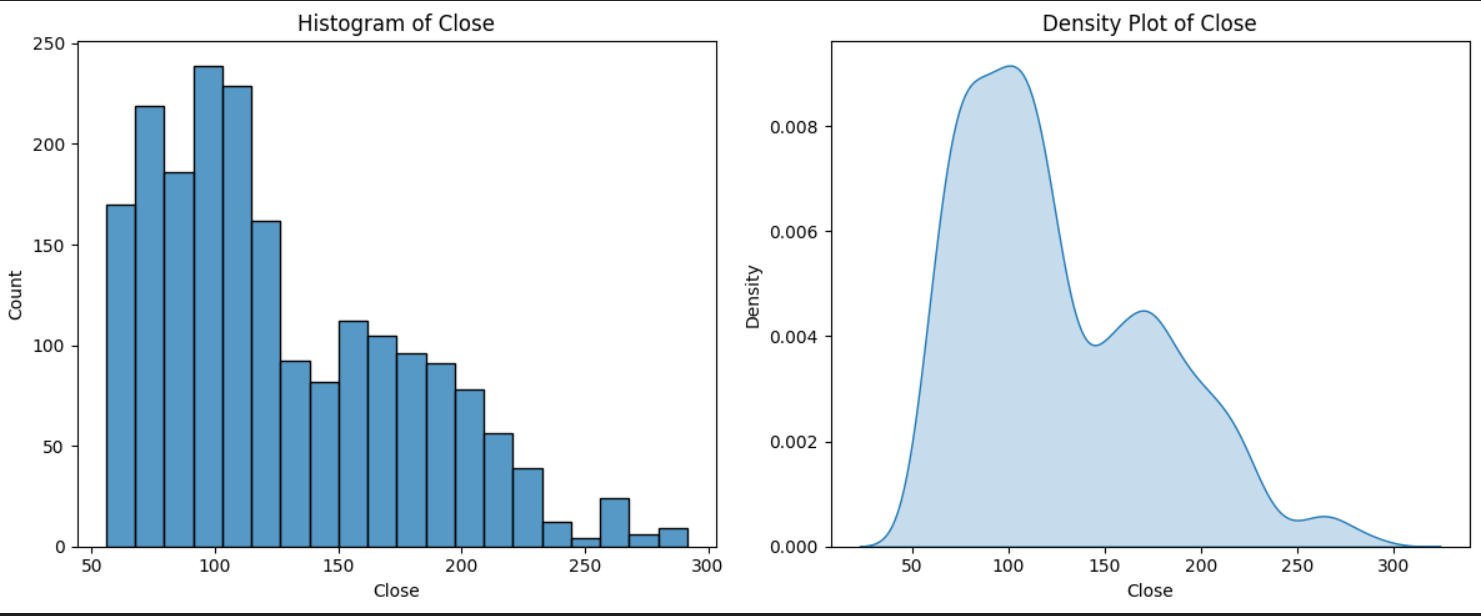 Histogram of Close
250
200
150
100
50
0
Count
50 100 150 200 250 300
Close
Density Plot of Close
0.008
0.006
0.004
0.002
0.000
Density
50 100 150 200 250 300
Close